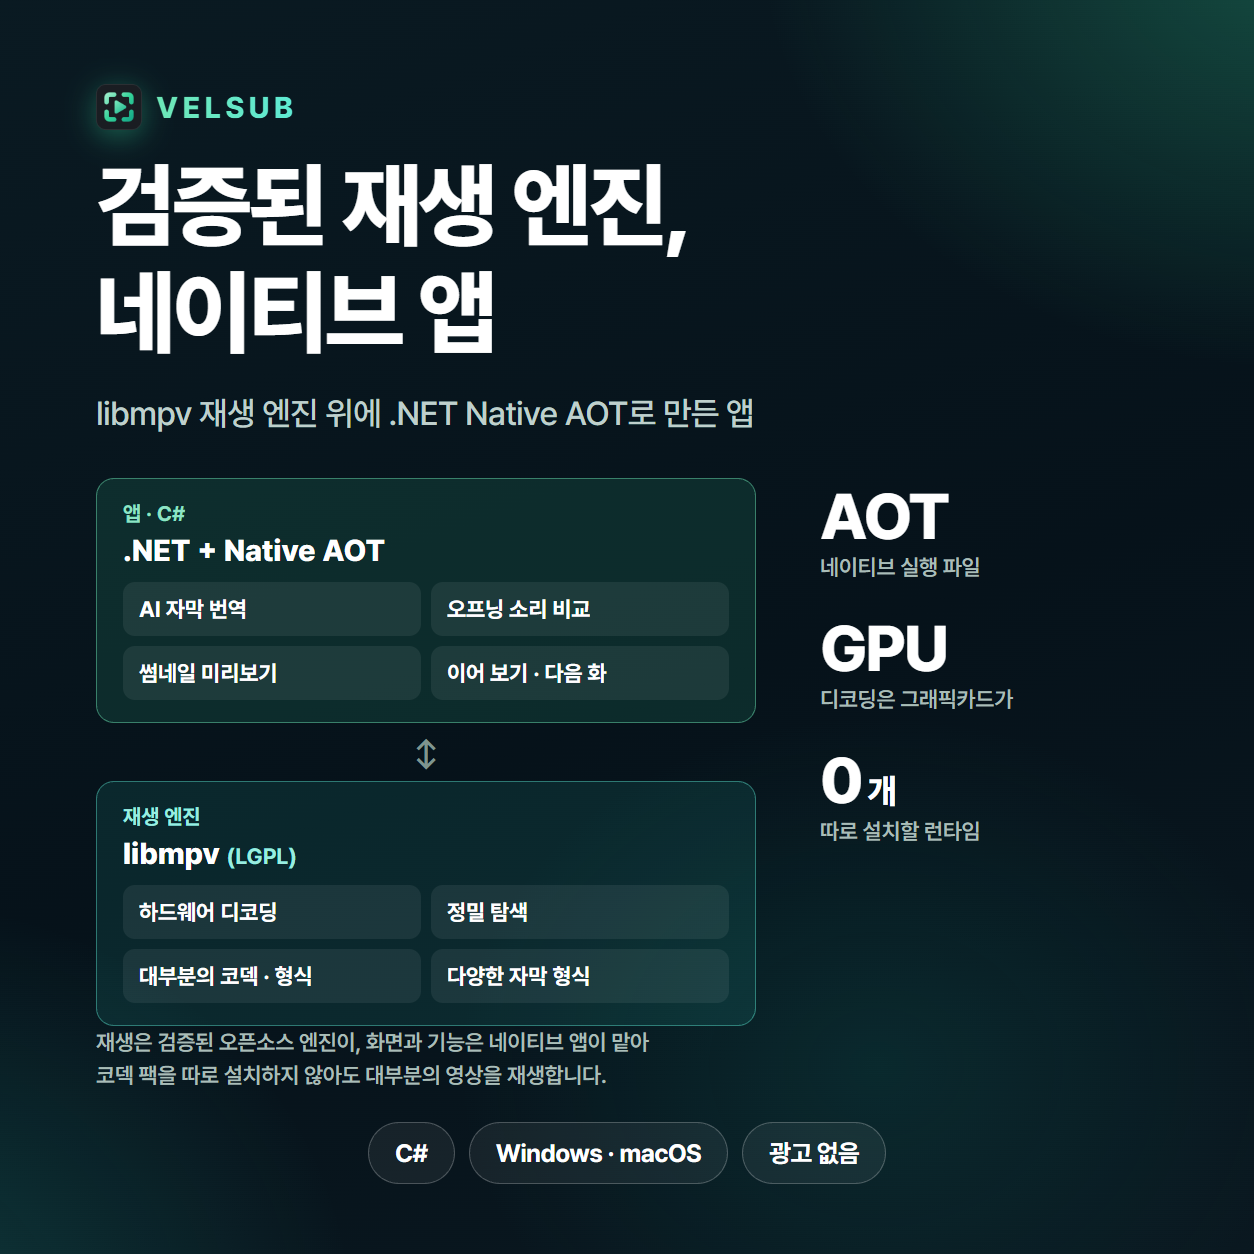 VELSUB
검증된 재생 엔진,
네이티브 앱
libmpv 재생 엔진 위에 .NET Native AOT로 만든 앱
앱 · C#
.NET + Native AOT
AI 자막 번역
오프닝 소리 비교
썸네일 미리보기
이어 보기 · 다음 화
↕
재생 엔진
libmpv (LGPL)
하드웨어 디코딩
정밀 탐색
대부분의 코덱 · 형식
다양한 자막 형식
AOT
네이티브 실행 파일
GPU
디코딩은 그래픽카드가
0개
따로 설치할 런타임
재생은 검증된 오픈소스 엔진이, 화면과 기능은 네이티브 앱이 맡아
코덱 팩을 따로 설치하지 않아도 대부분의 영상을 재생합니다.
C#
Windows · macOS
광고 없음